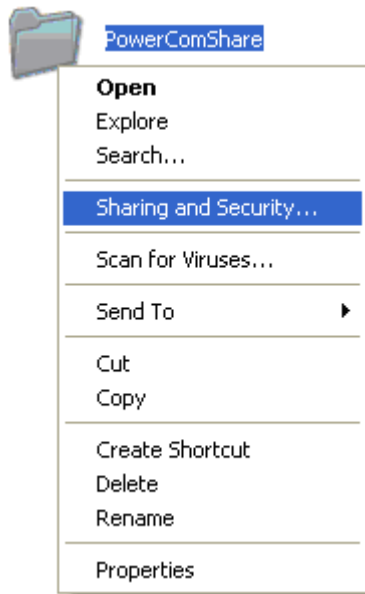 PowerComShare
Open
Explore
Search...
Sharing and Security...
Scan for Viruses...
Send To
Cut
Copy
Create Shortcut
Delete
Rename
Properties